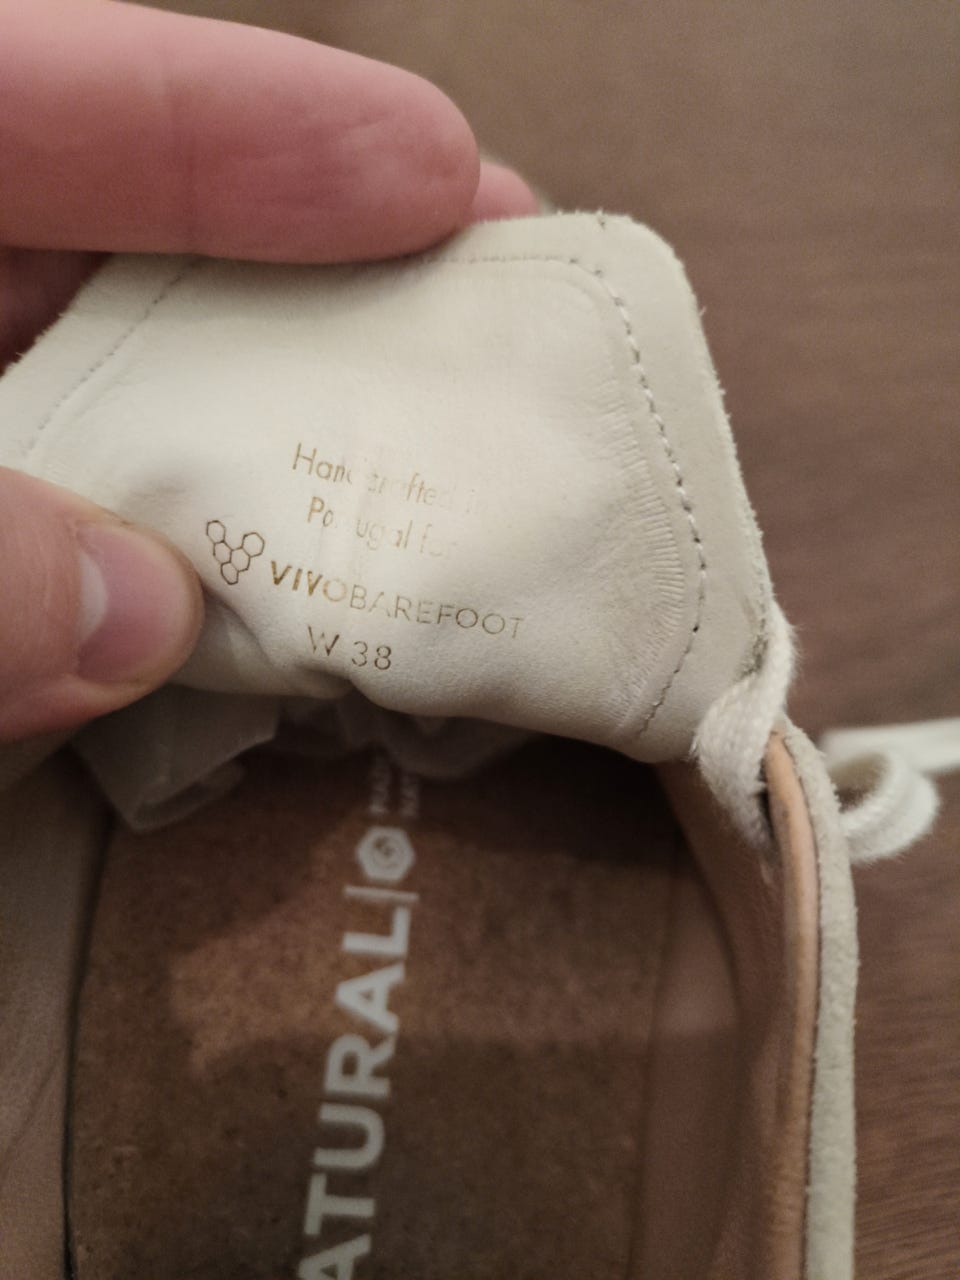 Handcrafted in
Portugal for
VIVOBAREFOOT
W 38
ATURAL